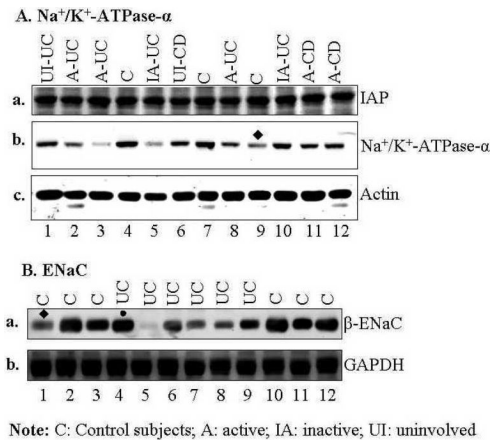 A. Na⁺/K⁺-ATPase-α
UI-UC A-UC A-UC C IA-UC UI-CD C A-UC C IA-UC A-CD A-CD
a. IAP
b. Na⁺/K⁺-ATPase-α
c. Actin
1 2 3 4 5 6 7 8 9 10 11 12
B. ENaC
C C C UC UC UC UC UC UC C C C
a. β-ENaC
b. GAPDH
1 2 3 4 5 6 7 8 9 10 11 12
Note: C: Control subjects; A: active; IA: inactive; UI: uninvolved